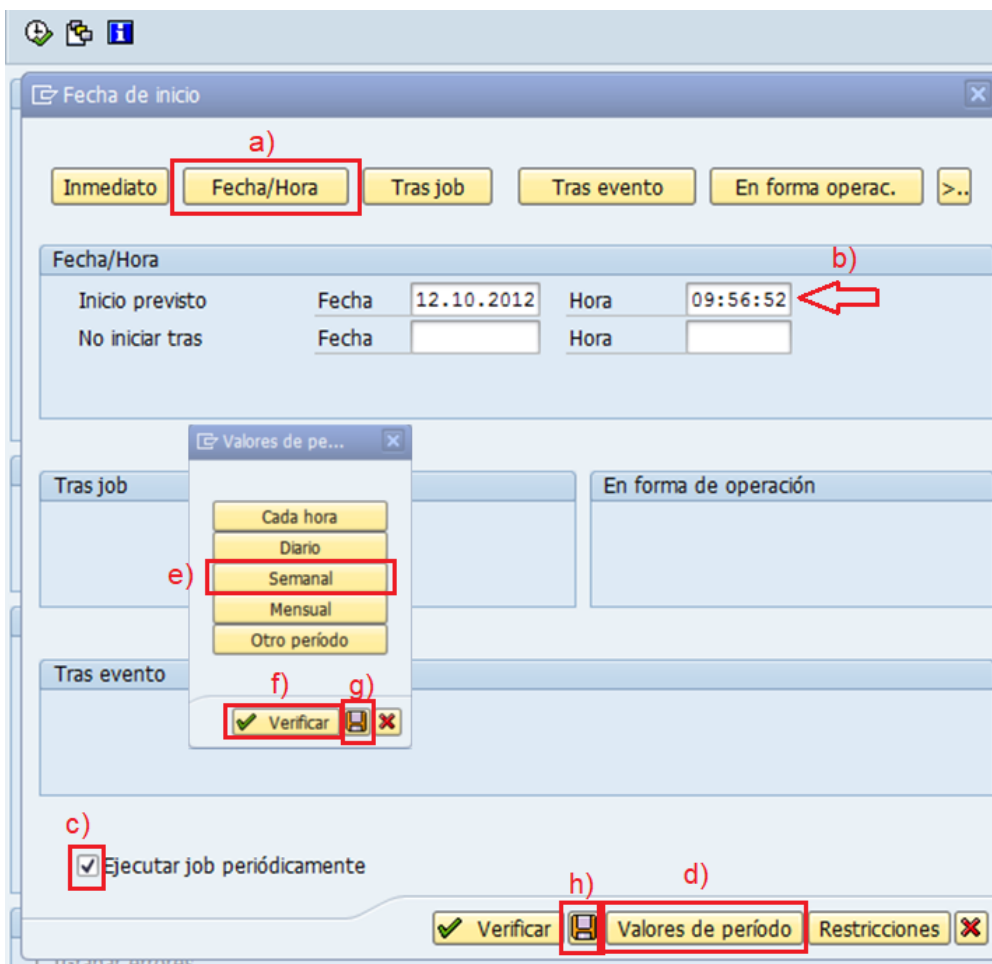 Fecha de inicio
a)
Inmediato Fecha/Hora Tras job Tras evento En forma operac. >..
Fecha/Hora
b)
Inicio previsto Fecha 12.10.2012 Hora 09:56:52
No iniciar tras Fecha Hora
Valores de pe...
Tras job En forma de operación
Cada hora
Diario
e) Semanal
Mensual
Otro período
Tras evento
f) g)
Verificar
c)
Ejecutar job periódicamente
h) d)
Verificar Valores de período Restricciones